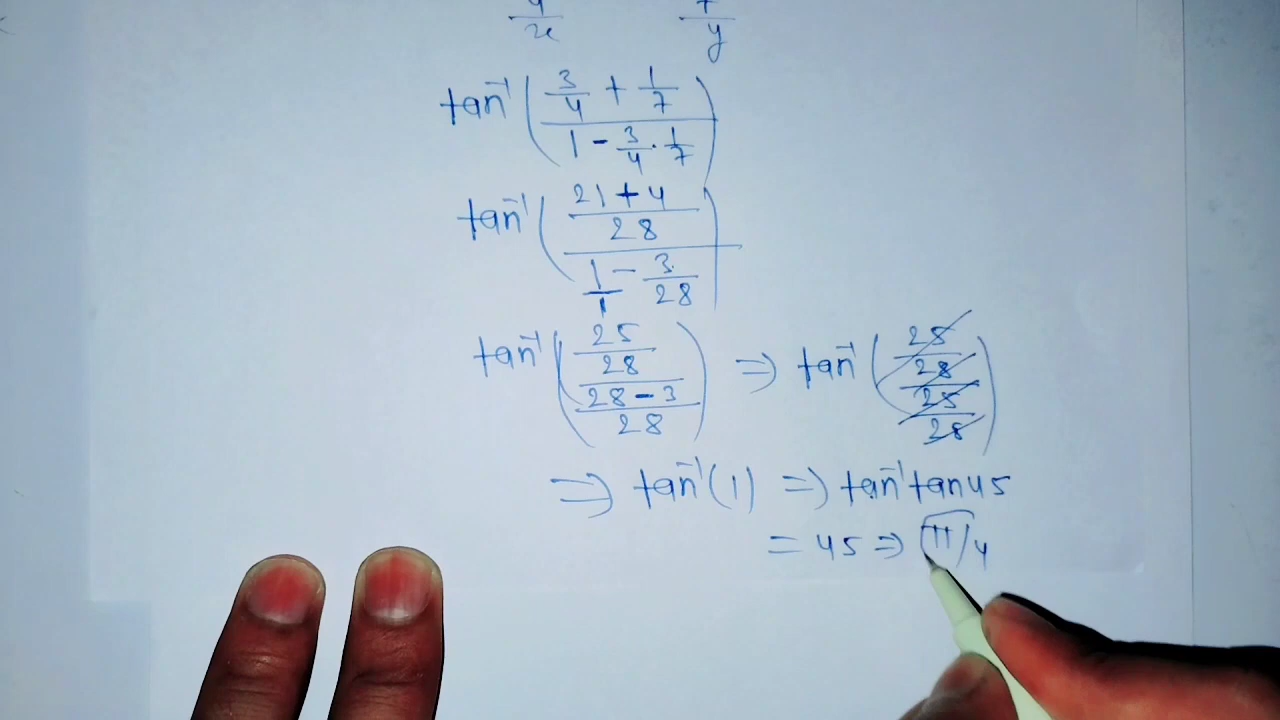 x y
tan⁻¹ ( (3/4 + 1/7) / (1 - 3/4 · 1/7) )
tan⁻¹ ( ((21 + 4)/28) / (1/1 - 3/28) )
tan⁻¹ ( (25/28) / ((28 - 3)/28) ) ⇒ tan⁻¹ ( (25/28) / (25/28) )
⇒ tan⁻¹(1) ⇒ tan⁻¹ tan45
= 45 ⇒ π/4